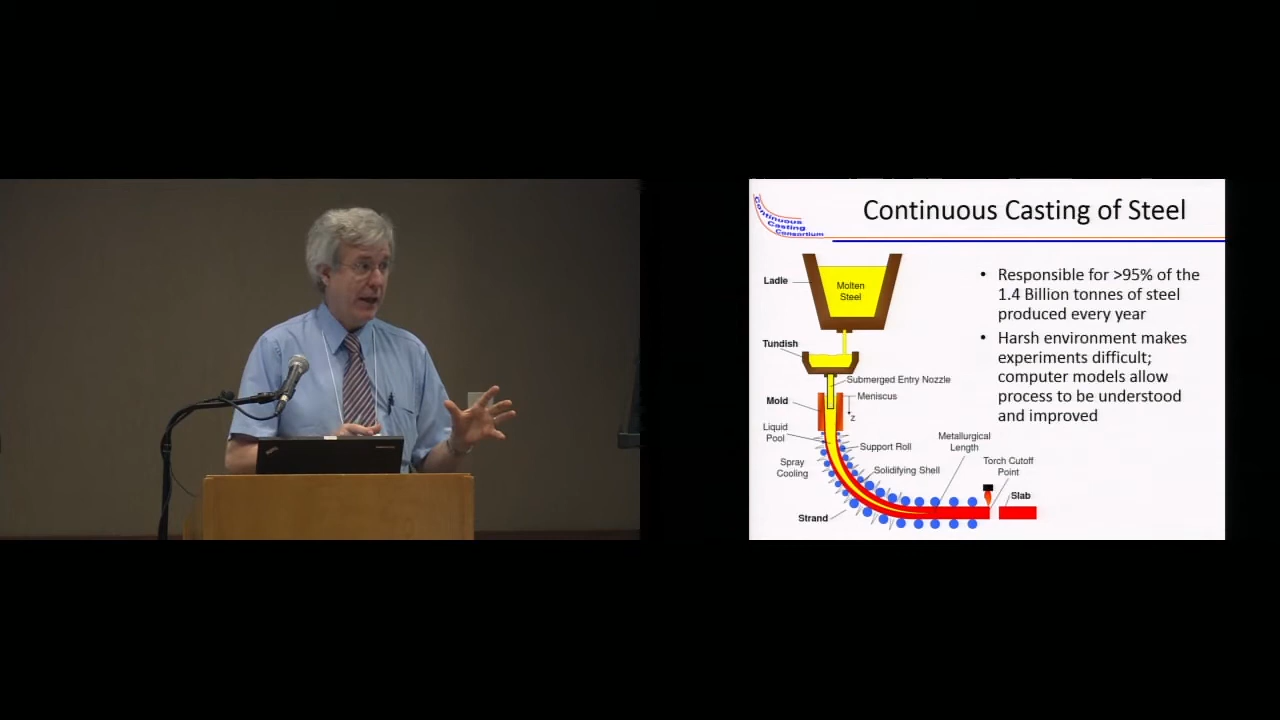 Continuous
Casting
Consortium
Continuous Casting of Steel
Ladle
Molten
Steel
Tundish
Submerged Entry Nozzle
Mold
Meniscus
z
Liquid
Pool
Support Roll
Spray
Cooling
Solidifying Shell
Metallurgical
Length
Torch Cutoff
Point
Slab
Strand
• Responsible for >95% of the
1.4 Billion tonnes of steel
produced every year
• Harsh environment makes
experiments difficult;
computer models allow
process to be understood
and improved